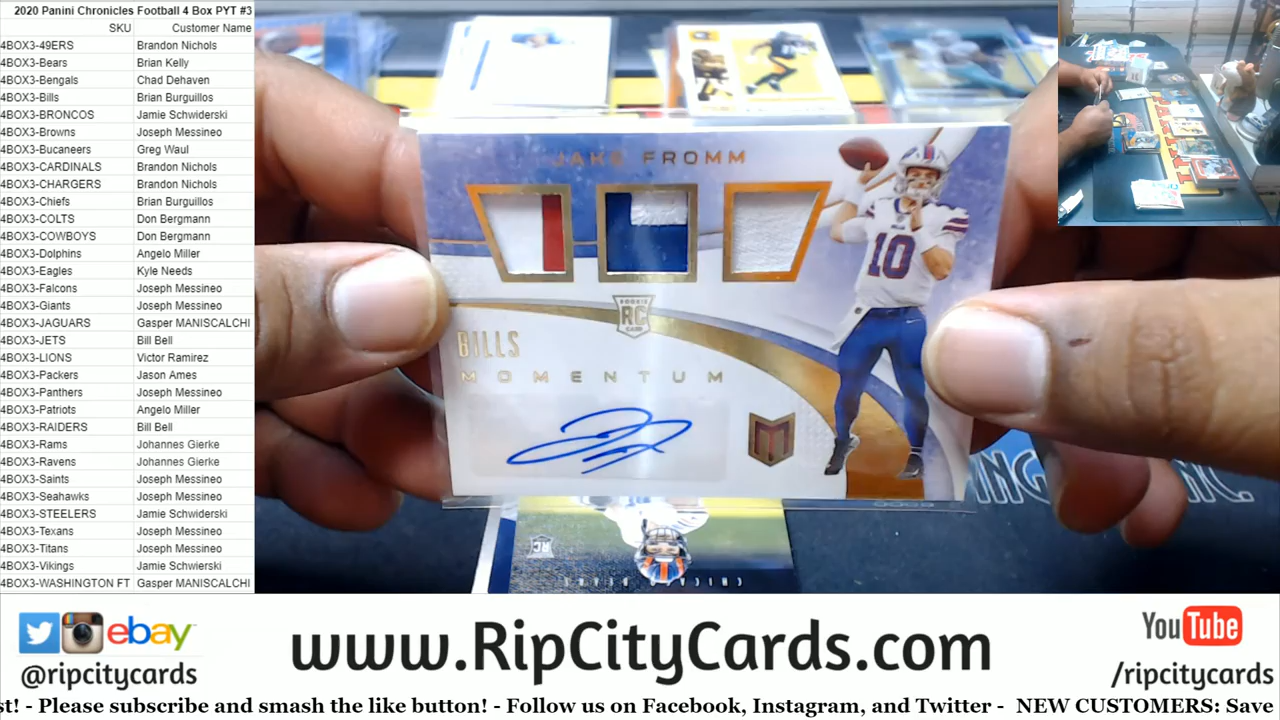 2020 Panini Chronicles Football 4 Box PYT #3
SKU Customer Name
4BOX3-49ERS Brandon Nichols
4BOX3-Bears Brian Kelly
4BOX3-Bengals Chad Dehaven
4BOX3-Bills Brian Burguillos
4BOX3-BRONCOS Jamie Schwiderski
4BOX3-Browns Joseph Messineo
4BOX3-Bucaneers Greg Waul
4BOX3-CARDINALS Brandon Nichols
4BOX3-CHARGERS Brandon Nichols
4BOX3-Chiefs Brian Burguillos
4BOX3-COLTS Don Bergmann
4BOX3-COWBOYS Don Bergmann
4BOX3-Dolphins Angelo Miller
4BOX3-Eagles Kyle Needs
4BOX3-Falcons Joseph Messineo
4BOX3-Giants Joseph Messineo
4BOX3-JAGUARS Gasper MANISCALCHI
4BOX3-JETS Bill Bell
4BOX3-LIONS Victor Ramirez
4BOX3-Packers Jason Ames
4BOX3-Panthers Joseph Messineo
4BOX3-Patriots Angelo Miller
4BOX3-RAIDERS Bill Bell
4BOX3-Rams Johannes Gierke
4BOX3-Ravens Johannes Gierke
4BOX3-Saints Joseph Messineo
4BOX3-Seahawks Joseph Messineo
4BOX3-STEELERS Jamie Schwiderski
4BOX3-Texans Joseph Messineo
4BOX3-Titans Joseph Messineo
4BOX3-Vikings Jamie Schwierski
4BOX3-WASHINGTON FT Gasper MANISCALCHI
JAKE FROMM
10
ROOKIE
RC
CARD
BILLS
MOMENTUM
M
RC
CHICAGO BEARS
ebay
@ripcitycards
www.RipCityCards.com
YouTube
/ripcitycards
st! - Please subscribe and smash the like button! - Follow us on Facebook, Instagram, and Twitter - NEW CUSTOMERS: Save